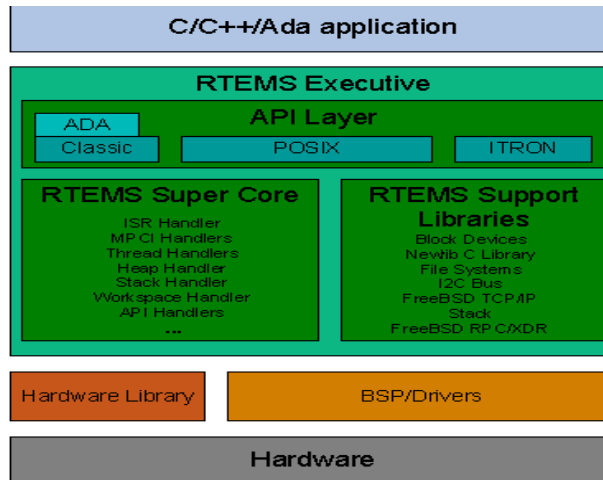 C/C++/Ada application
RTEMS Executive
API Layer
ADA
Classic
POSIX
ITRON
RTEMS Super Core
ISR Handler
MPCI Handlers
Thread Handlers
Heap Handler
Stack Handler
Workspace Handler
API Handlers
...
RTEMS Support
Libraries
Block Devices
Newlib C Library
File Systems
I2C Bus
FreeBSD TCP/IP
Stack
FreeBSD RPC/XDR
Hardware Library
BSP/Drivers
Hardware